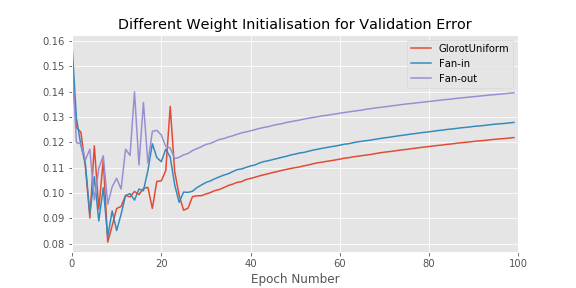 Different Weight Initialisation for Validation Error
0.16
0.15
0.14
0.13
0.12
0.11
0.10
0.09
0.08
GlorotUniform
Fan-in
Fan-out
0 20 40 60 80 100
Epoch Number